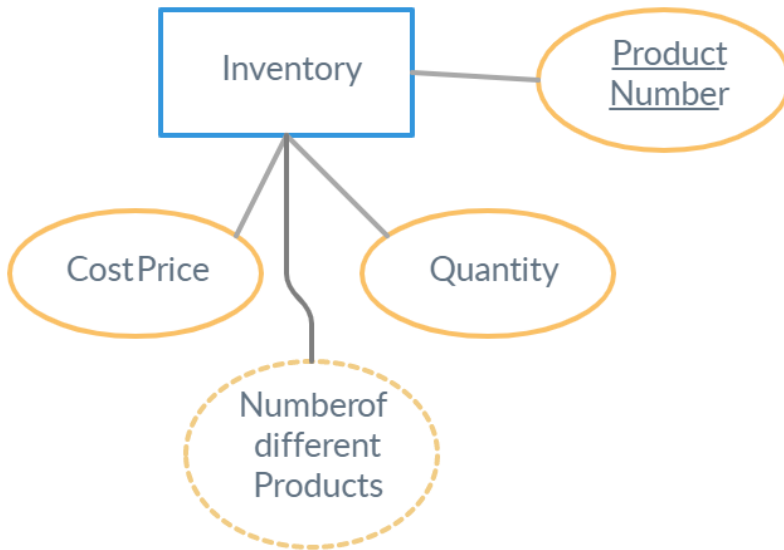 Inventory
Product
Number
CostPrice
Quantity
Numberof
different
Products